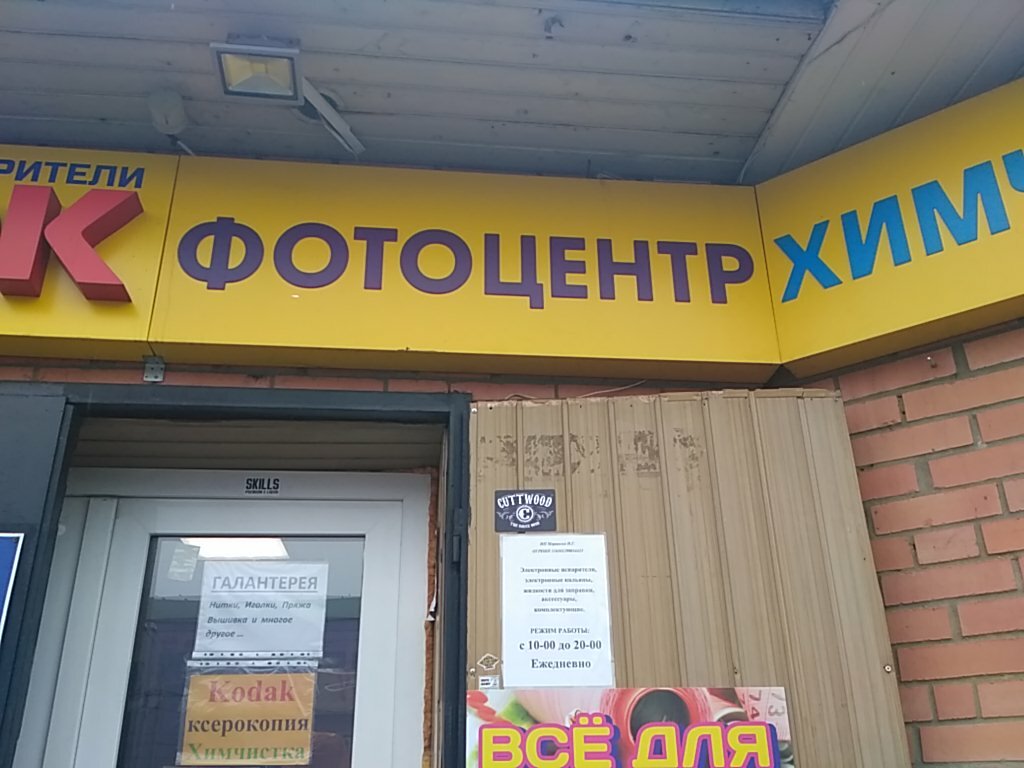 РИТЕЛИ
К
ФОТОЦЕНТР
ХИМЧ
SKILLS
CUTTWOOD
C
ГАЛАНТЕРЕЯ
Нитки, Иголки, Пряжа
Вышивка и многое
другое ...
Kodak
ксерокопия
Химчистка
Электронные испарители,
электронные кальяны,
жидкости для заправки,
аксессуары,
комплектующие.
РЕЖИМ РАБОТЫ:
с 10-00 до 20-00
Ежедневно
ВСЁ ДЛЯ